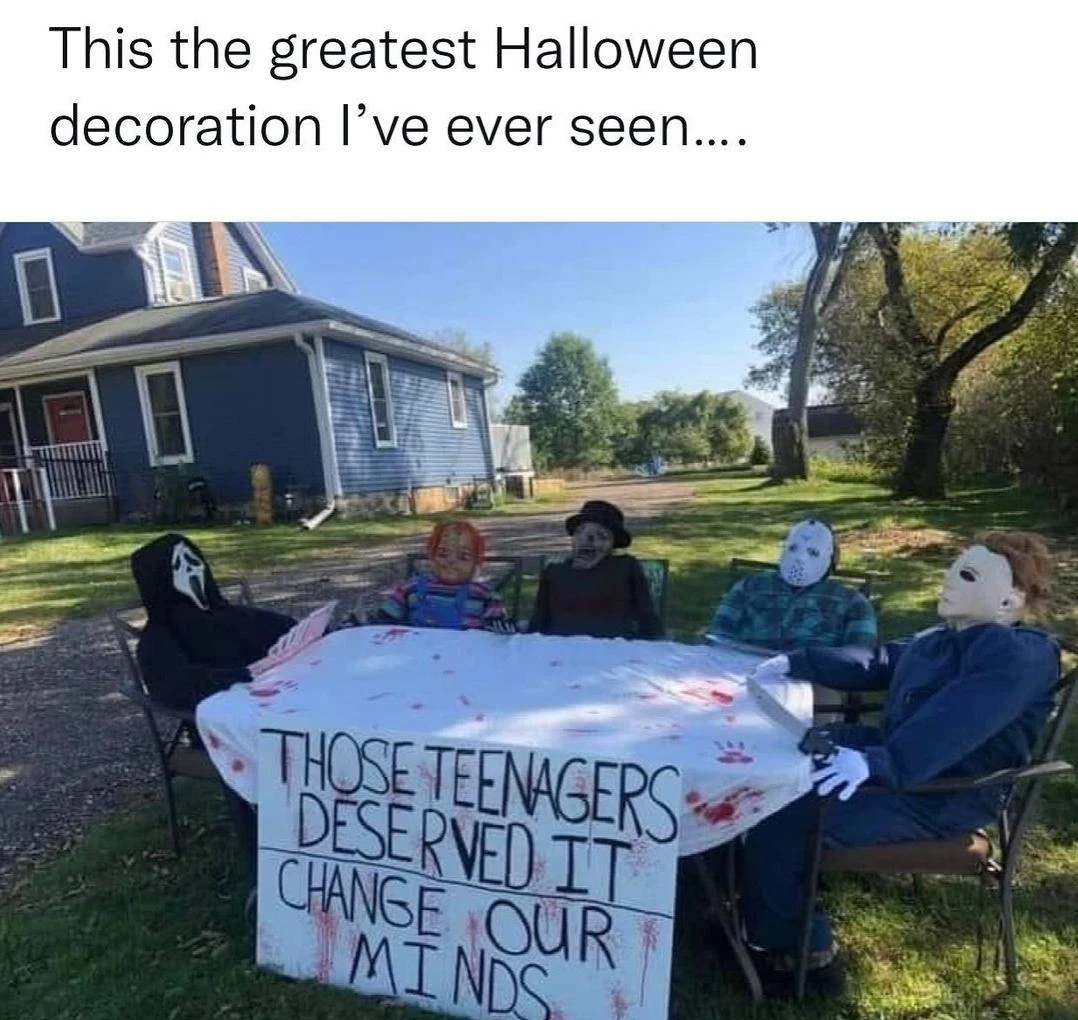 This the greatest Halloween
decoration I’ve ever seen....
THOSE TEENAGERS
DESERVED IT
CHANGE OUR
MINDS